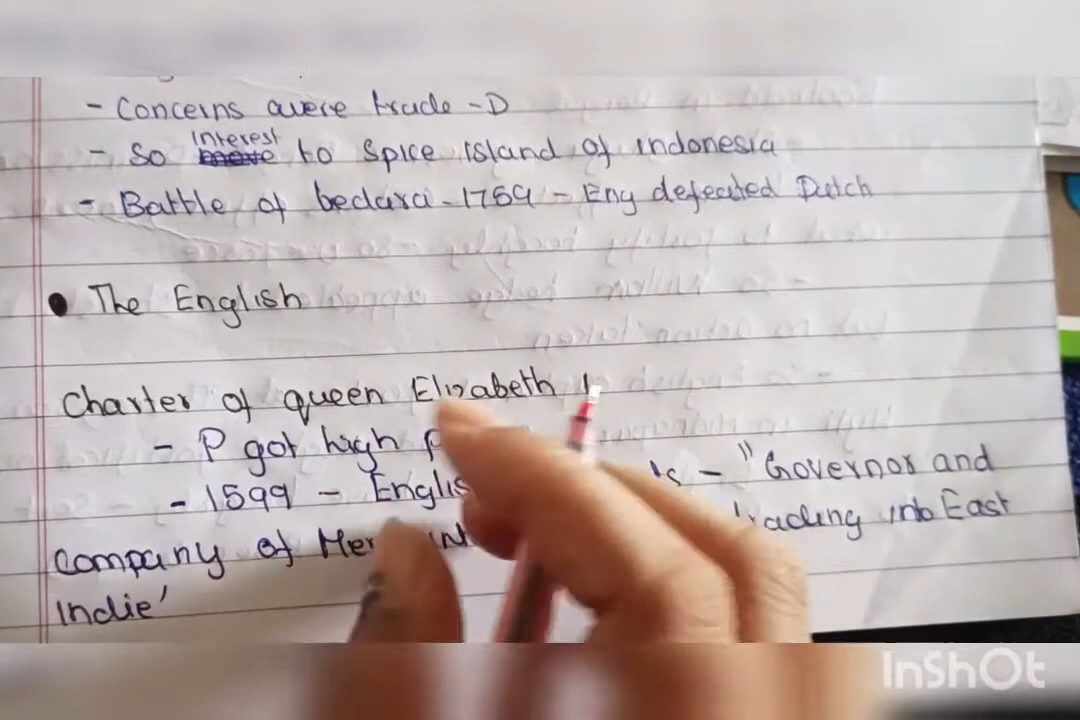 - Concerns were trade - D
Interest
- So move to Spice Island of Indonesia
- Battle of bedara - 1759 - Eng defeated Dutch
• The English
Charter of queen Elizabeth
- P got high
- 1599 - - "Governor and
Company of trading into East
Indie'
InShOt